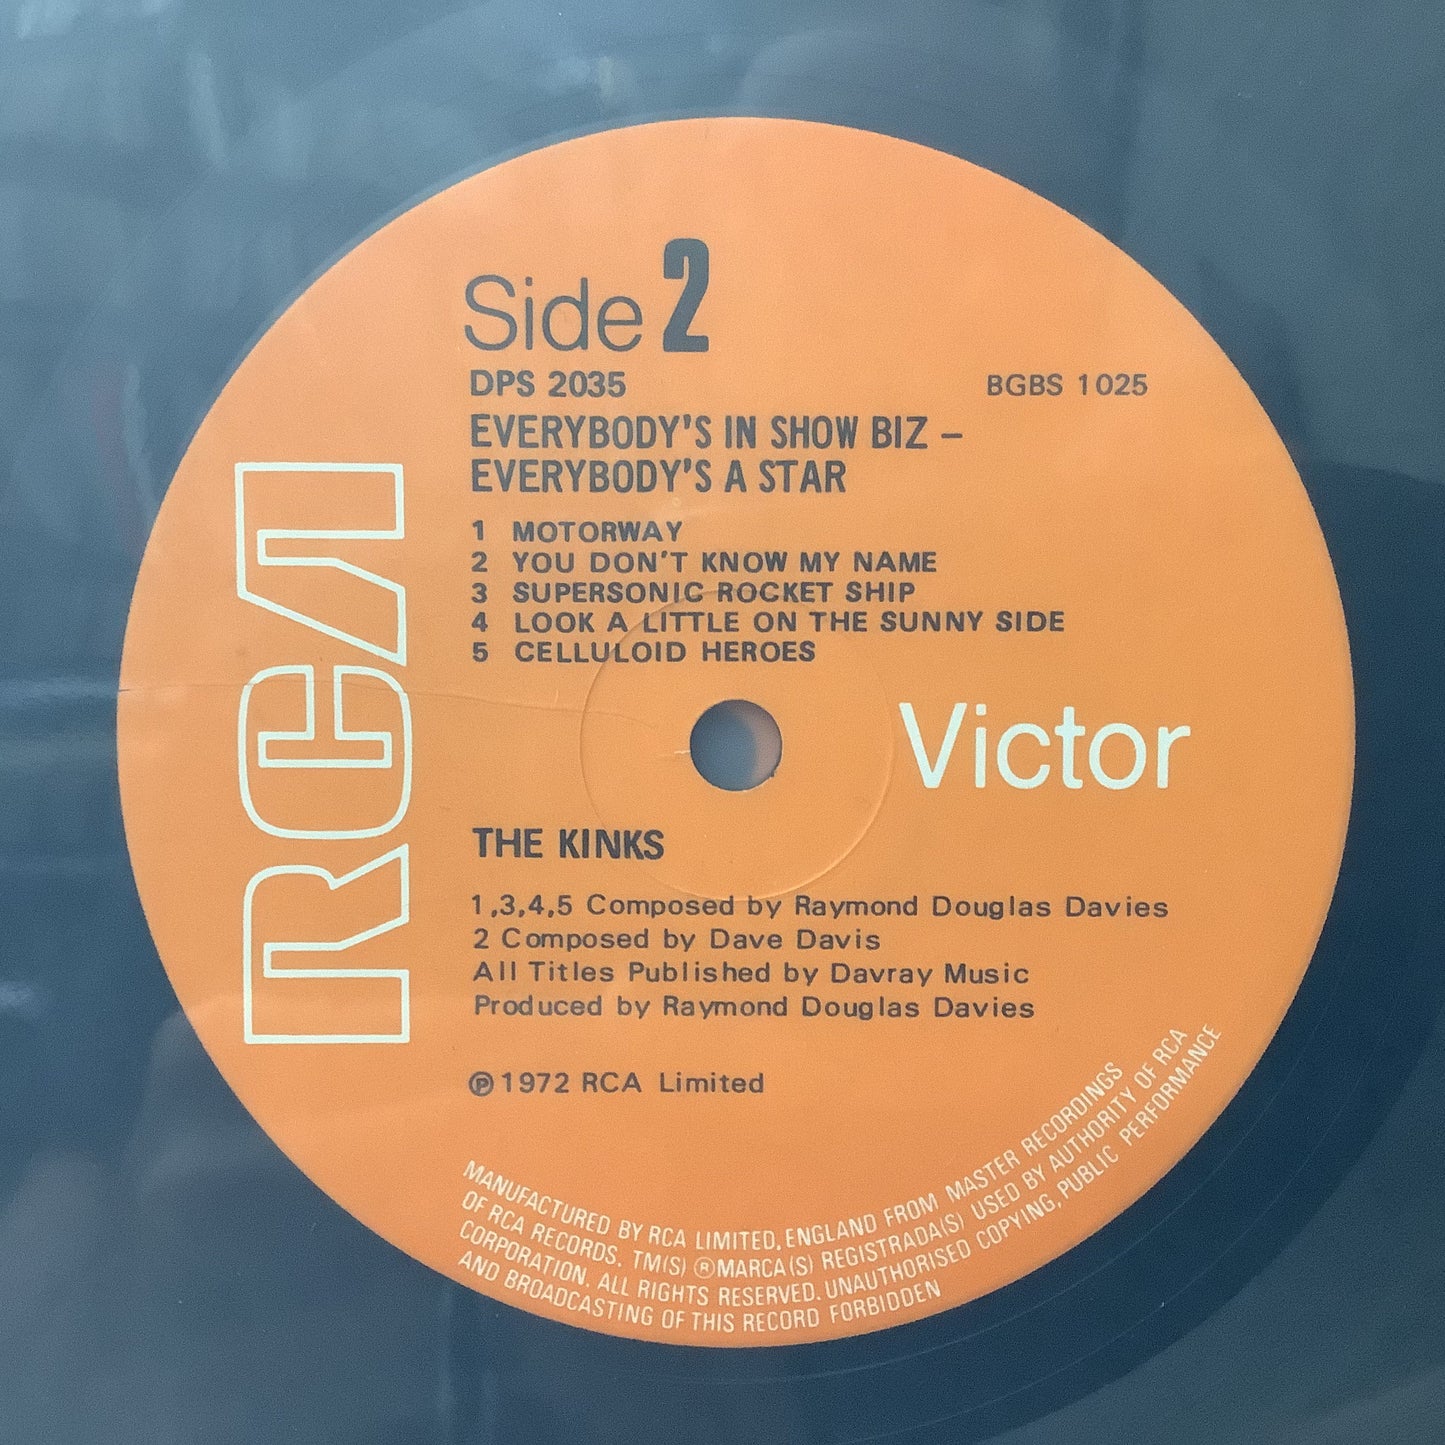 Side 2
DPS 2035 BGBS 1025
EVERYBODY'S IN SHOW BIZ –
EVERYBODY'S A STAR
1 MOTORWAY
2 YOU DON'T KNOW MY NAME
3 SUPERSONIC ROCKET SHIP
4 LOOK A LITTLE ON THE SUNNY SIDE
5 CELLULOID HEROES
RCA
Victor
THE KINKS
1,3,4,5 Composed by Raymond Douglas Davies
2 Composed by Dave Davis
All Titles Published by Davray Music
Produced by Raymond Douglas Davies
℗ 1972 RCA Limited
MANUFACTURED BY RCA LIMITED, ENGLAND FROM MASTER RECORDINGS
OF RCA RECORDS. TM(S) ® MARCA(S) REGISTRADA(S) USED BY AUTHORITY OF RCA
CORPORATION. ALL RIGHTS RESERVED. UNAUTHORISED COPYING, PUBLIC PERFORMANCE
AND BROADCASTING OF THIS RECORD FORBIDDEN